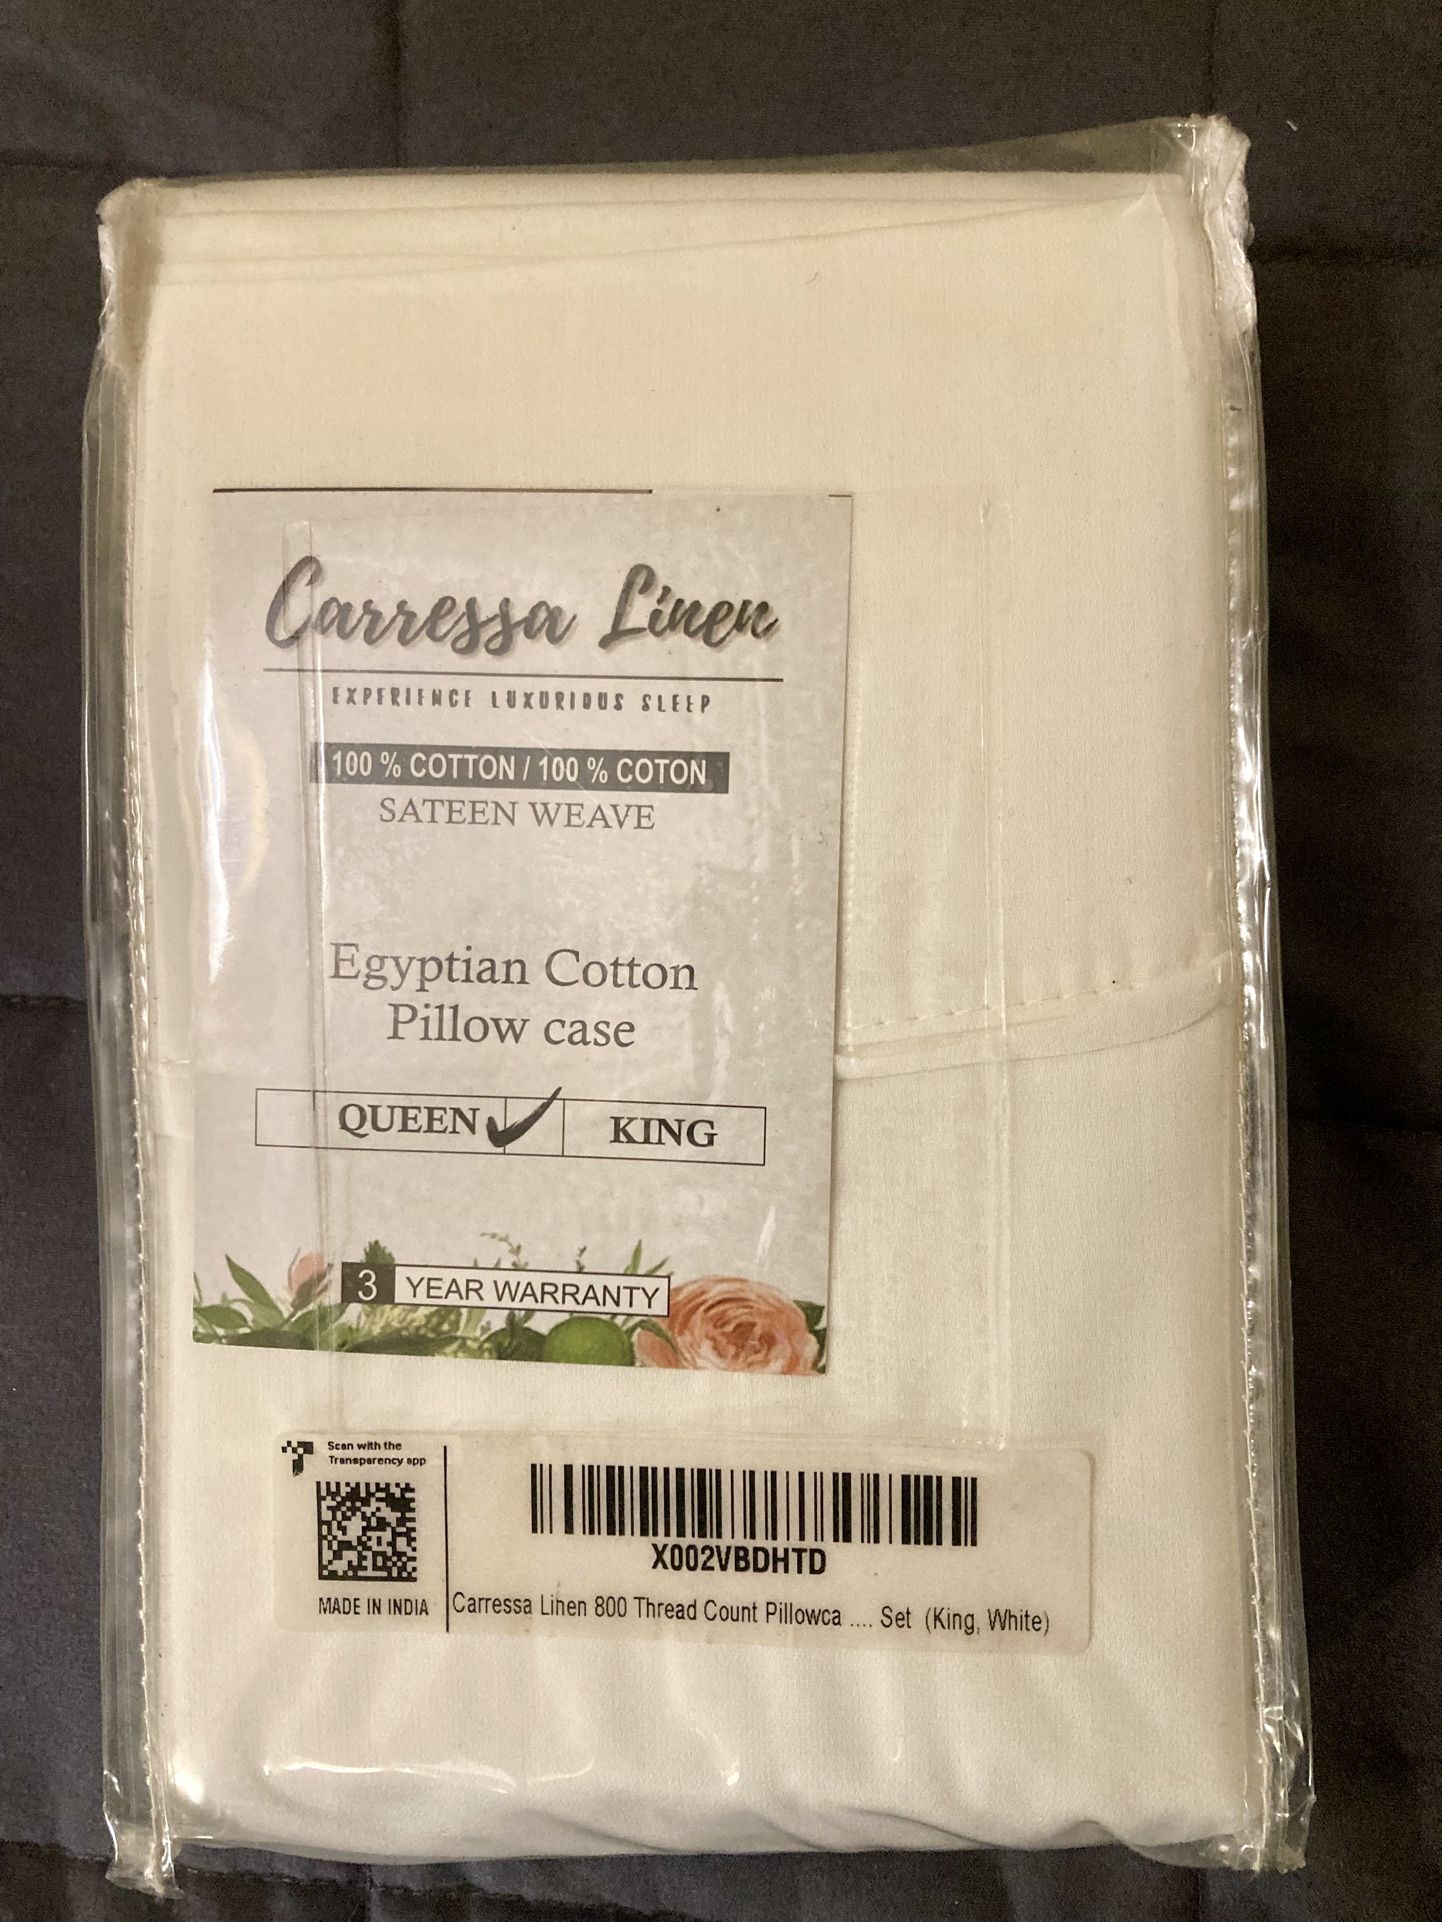 Carressa Linen
EXPERIENCE LUXURIOUS SLEEP
100 % COTTON / 100 % COTON
SATEEN WEAVE
Egyptian Cotton
Pillow case
QUEEN KING
3 YEAR WARRANTY
Scan with the
Transparency app
MADE IN INDIA
X002VBDHTD
Carressa Linen 800 Thread Count Pillowca .... Set (King, White)